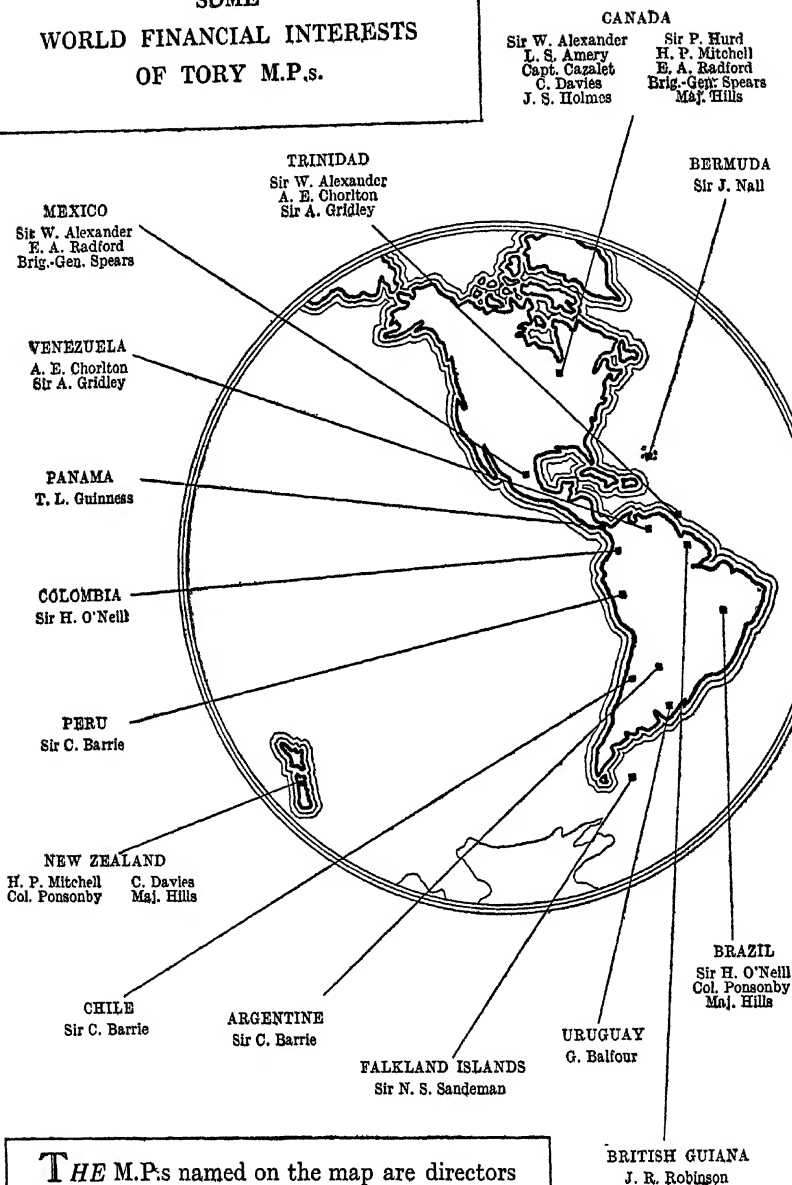 SOME
WORLD FINANCIAL INTERESTS
OF TORY M.P.s.
CANADA
Sir W. Alexander
L. S. Amery
Capt. Cazalet
C. Davies
J. S. Holmes
Sir P. Hurd
H. P. Mitchell
E. A. Radford
Brig.-Gen. Spears
Maj. Hills
TRINIDAD
Sir W. Alexander
A. E. Chorlton
Sir A. Gridley
BERMUDA
Sir J. Nall
MEXICO
Sir W. Alexander
E. A. Radford
Brig.-Gen. Spears
VENEZUELA
A. E. Chorlton
Sir A. Gridley
PANAMA
T. L. Guinness
COLOMBIA
Sir H. O'Neill
PERU
Sir C. Barrie
NEW ZEALAND
H. P. Mitchell
Col. Ponsonby
C. Davies
Maj. Hills
CHILE
Sir C. Barrie
ARGENTINE
Sir C. Barrie
FALKLAND ISLANDS
Sir N. S. Sandeman
URUGUAY
G. Balfour
BRAZIL
Sir H. O'Neill
Col. Ponsonby
Maj. Hills
BRITISH GUIANA
J. R. Robinson
THE M.P.s named on the map are directors